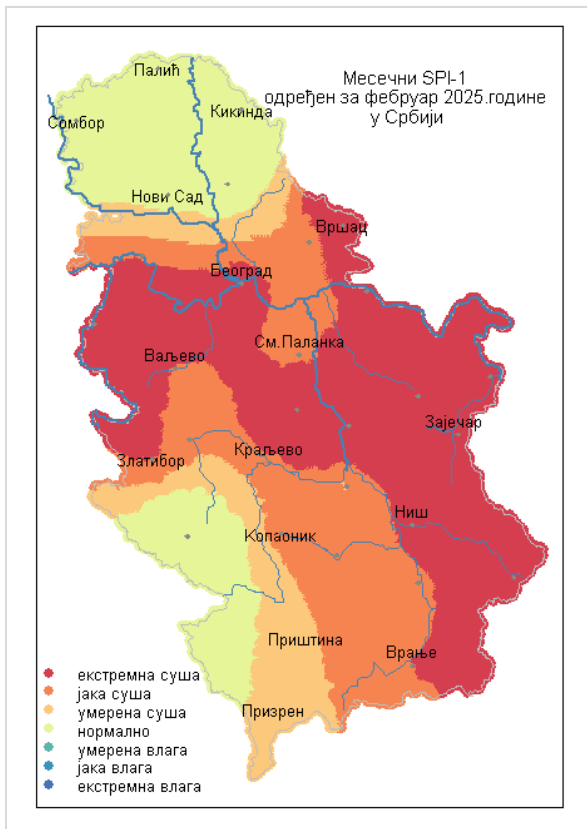 Месечни SPI-1
одређен за фебруар 2025.године
у Србији
Палић
Кикинда
Сомбор
Нови Сад
Вршац
Београд
См.Паланка
Ваљево
Зајечар
Краљево
Златибор
Ниш
Копаоник
Приштина
Врање
Призрен
екстремна суша
јака суша
умерена суша
нормално
умерена влага
јака влага
екстремна влага